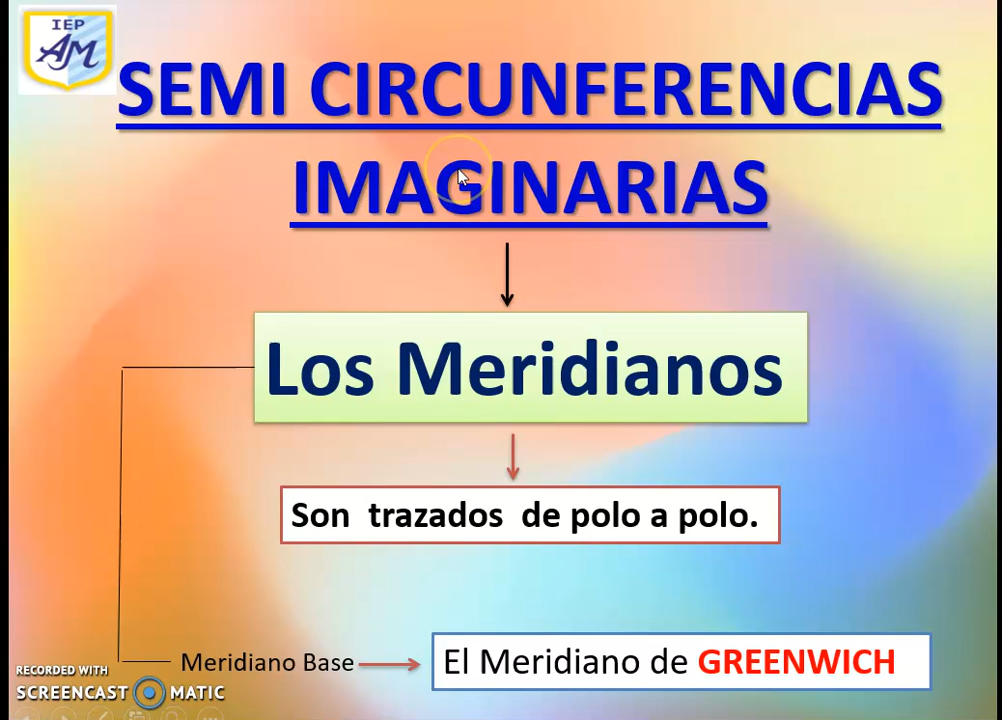 IEP
AM
SEMI CIRCUNFERENCIAS
IMAGINARIAS
Los Meridianos
Son trazados de polo a polo.
Meridiano Base
El Meridiano de GREENWICH
RECORDED WITH
SCREENCAST MATIC